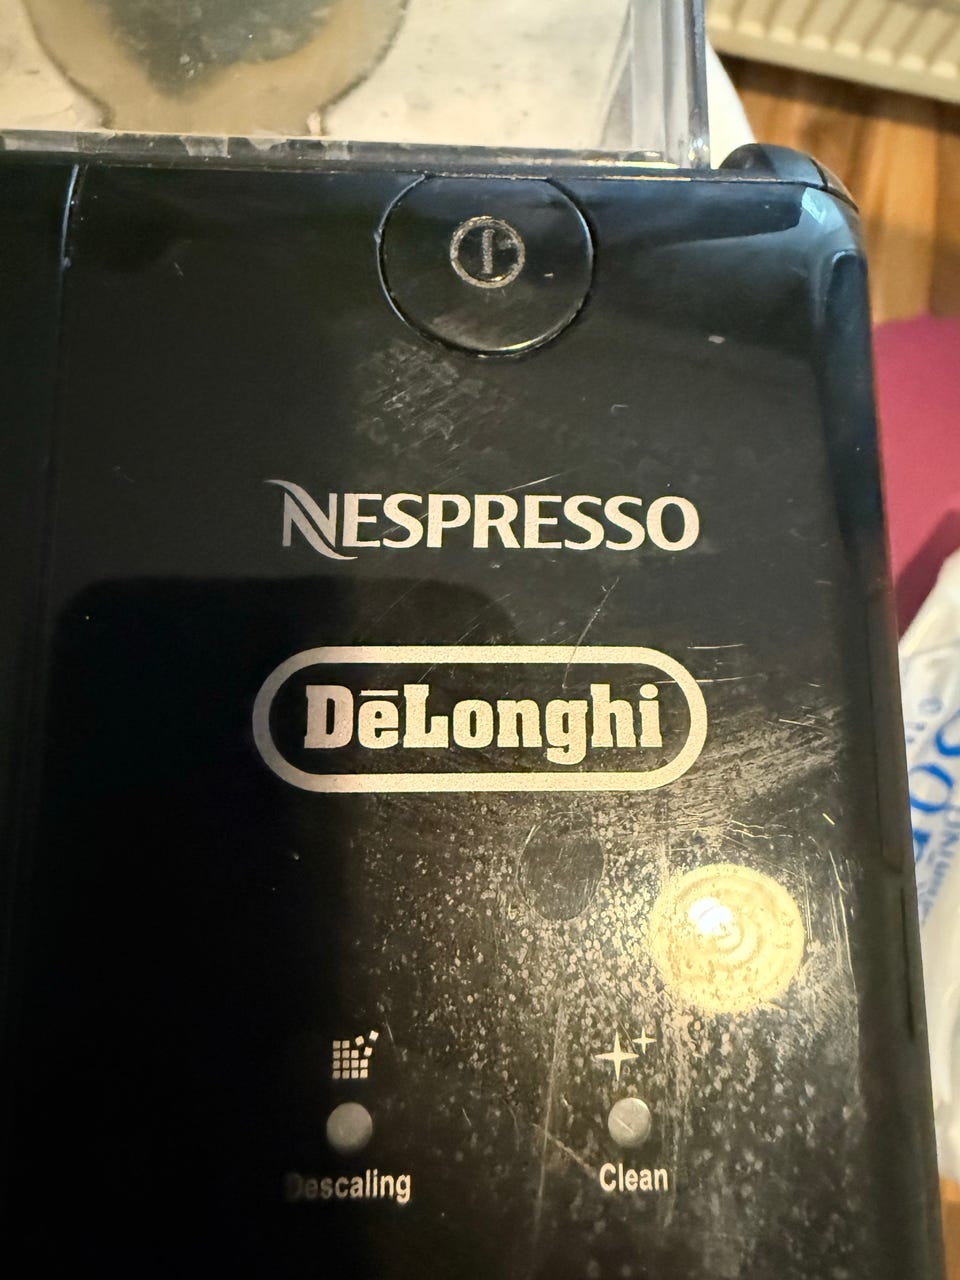 NESPRESSO
DēLonghi
Descaling
Clean